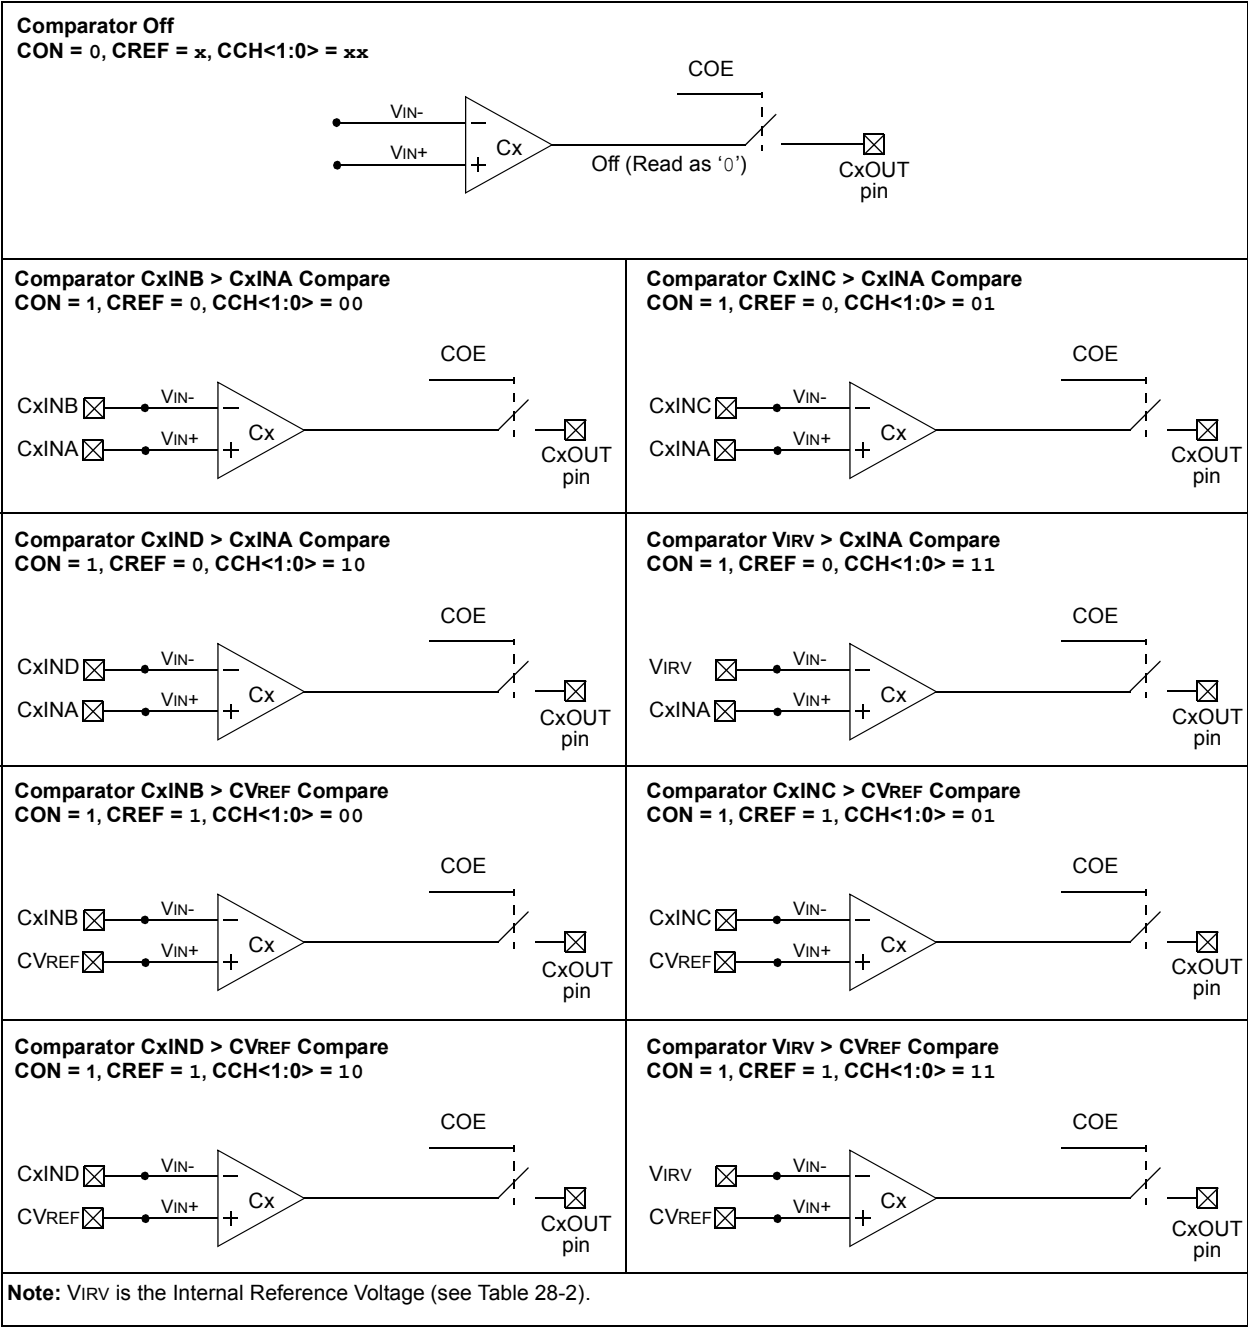 Comparator Off
CON = 0, CREF = x, CCH<1:0> = xx
COE
VIN-
VIN+
Cx
Off (Read as ‘0’)
CxOUT
pin
Comparator CxINB > CxINA Compare
CON = 1, CREF = 0, CCH<1:0> = 00
COE
CxINB
VIN-
CxINA
VIN+
Cx
CxOUT
pin
Comparator CxINC > CxINA Compare
CON = 1, CREF = 0, CCH<1:0> = 01
COE
CxINC
VIN-
CxINA
VIN+
Cx
CxOUT
pin
Comparator CxIND > CxINA Compare
CON = 1, CREF = 0, CCH<1:0> = 10
COE
CxIND
VIN-
CxINA
VIN+
Cx
CxOUT
pin
Comparator VIRV > CxINA Compare
CON = 1, CREF = 0, CCH<1:0> = 11
COE
VIRV
VIN-
CxINA
VIN+
Cx
CxOUT
pin
Comparator CxINB > CVREF Compare
CON = 1, CREF = 1, CCH<1:0> = 00
COE
CxINB
VIN-
CVREF
VIN+
Cx
CxOUT
pin
Comparator CxINC > CVREF Compare
CON = 1, CREF = 1, CCH<1:0> = 01
COE
CxINC
VIN-
CVREF
VIN+
Cx
CxOUT
pin
Comparator CxIND > CVREF Compare
CON = 1, CREF = 1, CCH<1:0> = 10
COE
CxIND
VIN-
CVREF
VIN+
Cx
CxOUT
pin
Comparator VIRV > CVREF Compare
CON = 1, CREF = 1, CCH<1:0> = 11
COE
VIRV
VIN-
CVREF
VIN+
Cx
CxOUT
pin
Note: VIRV is the Internal Reference Voltage (see Table 28-2).